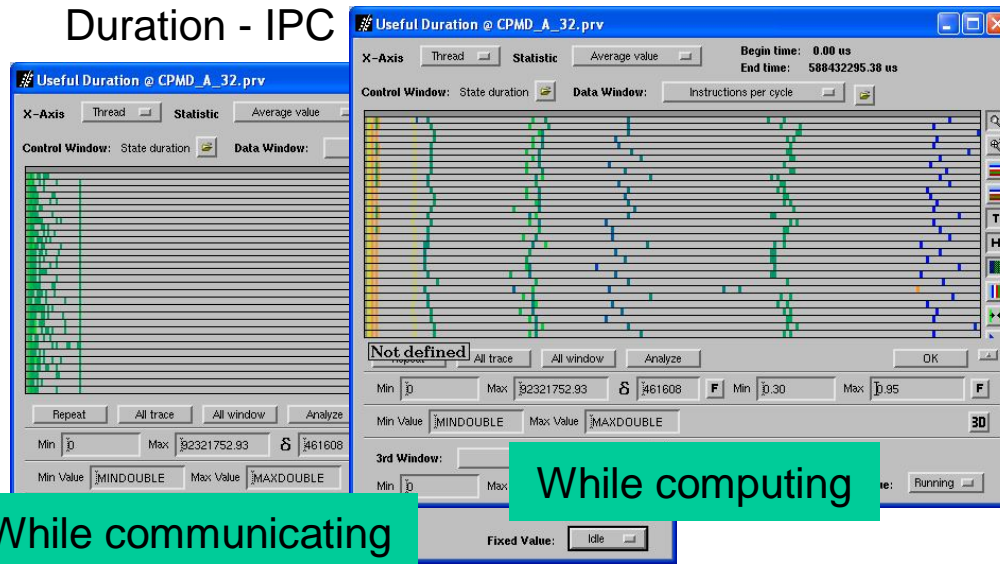 Duration - IPC
Useful Duration @ CPMD_A_32.prv
X-Axis Thread Statistic Average value
Control Window: State duration Data Window:
Repeat All trace All window Analyze
Min 0 Max 92321752.93 δ 461608
Min Value MINDOUBLE Max Value MAXDOUBLE
While communicating
Fixed Value: Idle
Useful Duration @ CPMD_A_32.prv
X-Axis Thread Statistic Average value
Begin time: 0.00 us
End time: 588432295.38 us
Control Window: State duration Data Window: Instructions per cycle
T
H
Not defined
All trace All window Analyze OK
Min 0 Max 92321752.93 δ 461608 F Min 0.30 Max 0.95 F
Min Value MINDOUBLE Max Value MAXDOUBLE 3D
3rd Window:
Min 0 Max
Running
While computing